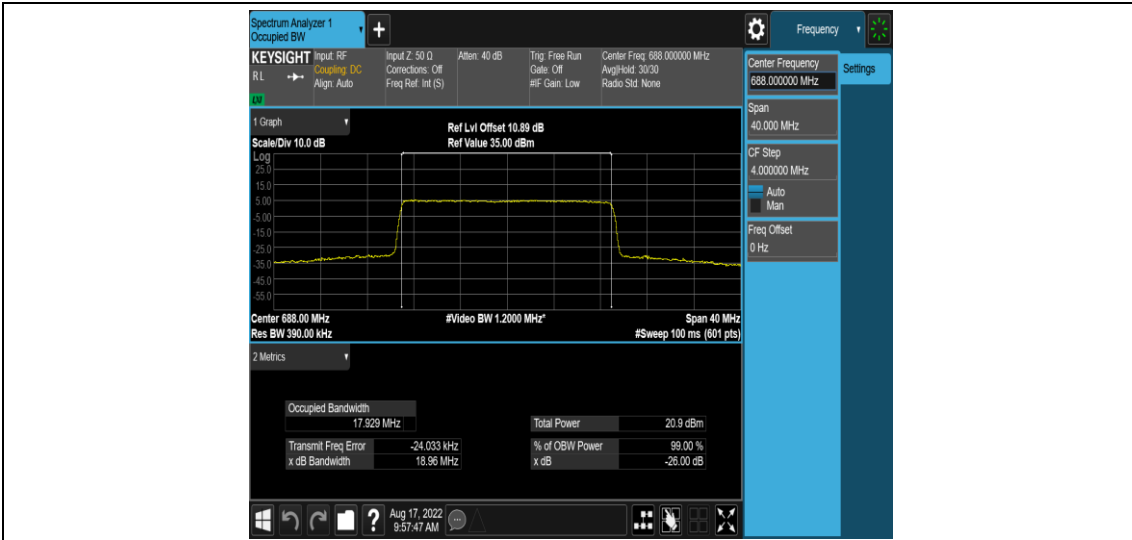 Spectrum Analyzer 1
Occupied BW
+
Frequency
KEYSIGHT
RL
LXI
Input: RF
Coupling: DC
Align: Auto
Input Z: 50 Ω
Corrections: Off
Freq Ref: Int (S)
Atten: 40 dB
Trig: Free Run
Gate: Off
#IF Gain: Low
Center Freq: 688.000000 MHz
Avg|Hold: 30/30
Radio Std: None
Center Frequency
688.000000 MHz
Settings
Span
40.000 MHz
CF Step
4.000000 MHz
Auto
Man
Freq Offset
0 Hz
1 Graph
Scale/Div 10.0 dB
Ref Lvl Offset 10.89 dB
Ref Value 35.00 dBm
Log
25.0
15.0
5.00
-5.00
-15.0
-25.0
-35.0
-45.0
-55.0
Center 688.00 MHz
#Video BW 1.2000 MHz*
Span 40 MHz
Res BW 390.00 kHz
#Sweep 100 ms (601 pts)
2 Metrics
Occupied Bandwidth
17.929 MHz
Total Power 20.9 dBm
Transmit Freq Error -24.033 kHz
% of OBW Power 99.00 %
x dB Bandwidth 18.96 MHz
x dB -26.00 dB
?
Aug 17, 2022
9:57:47 AM